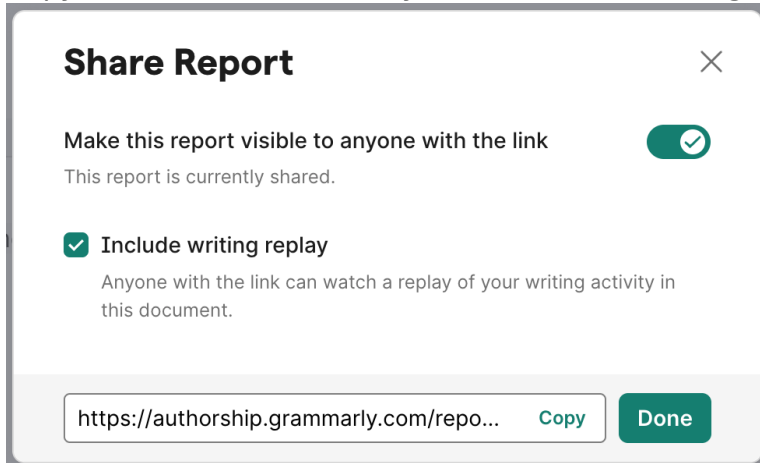 Share Report
Make this report visible to anyone with the link
This report is currently shared.
Include writing replay
Anyone with the link can watch a replay of your writing activity in
this document.
https://authorship.grammarly.com/repo... Copy Done